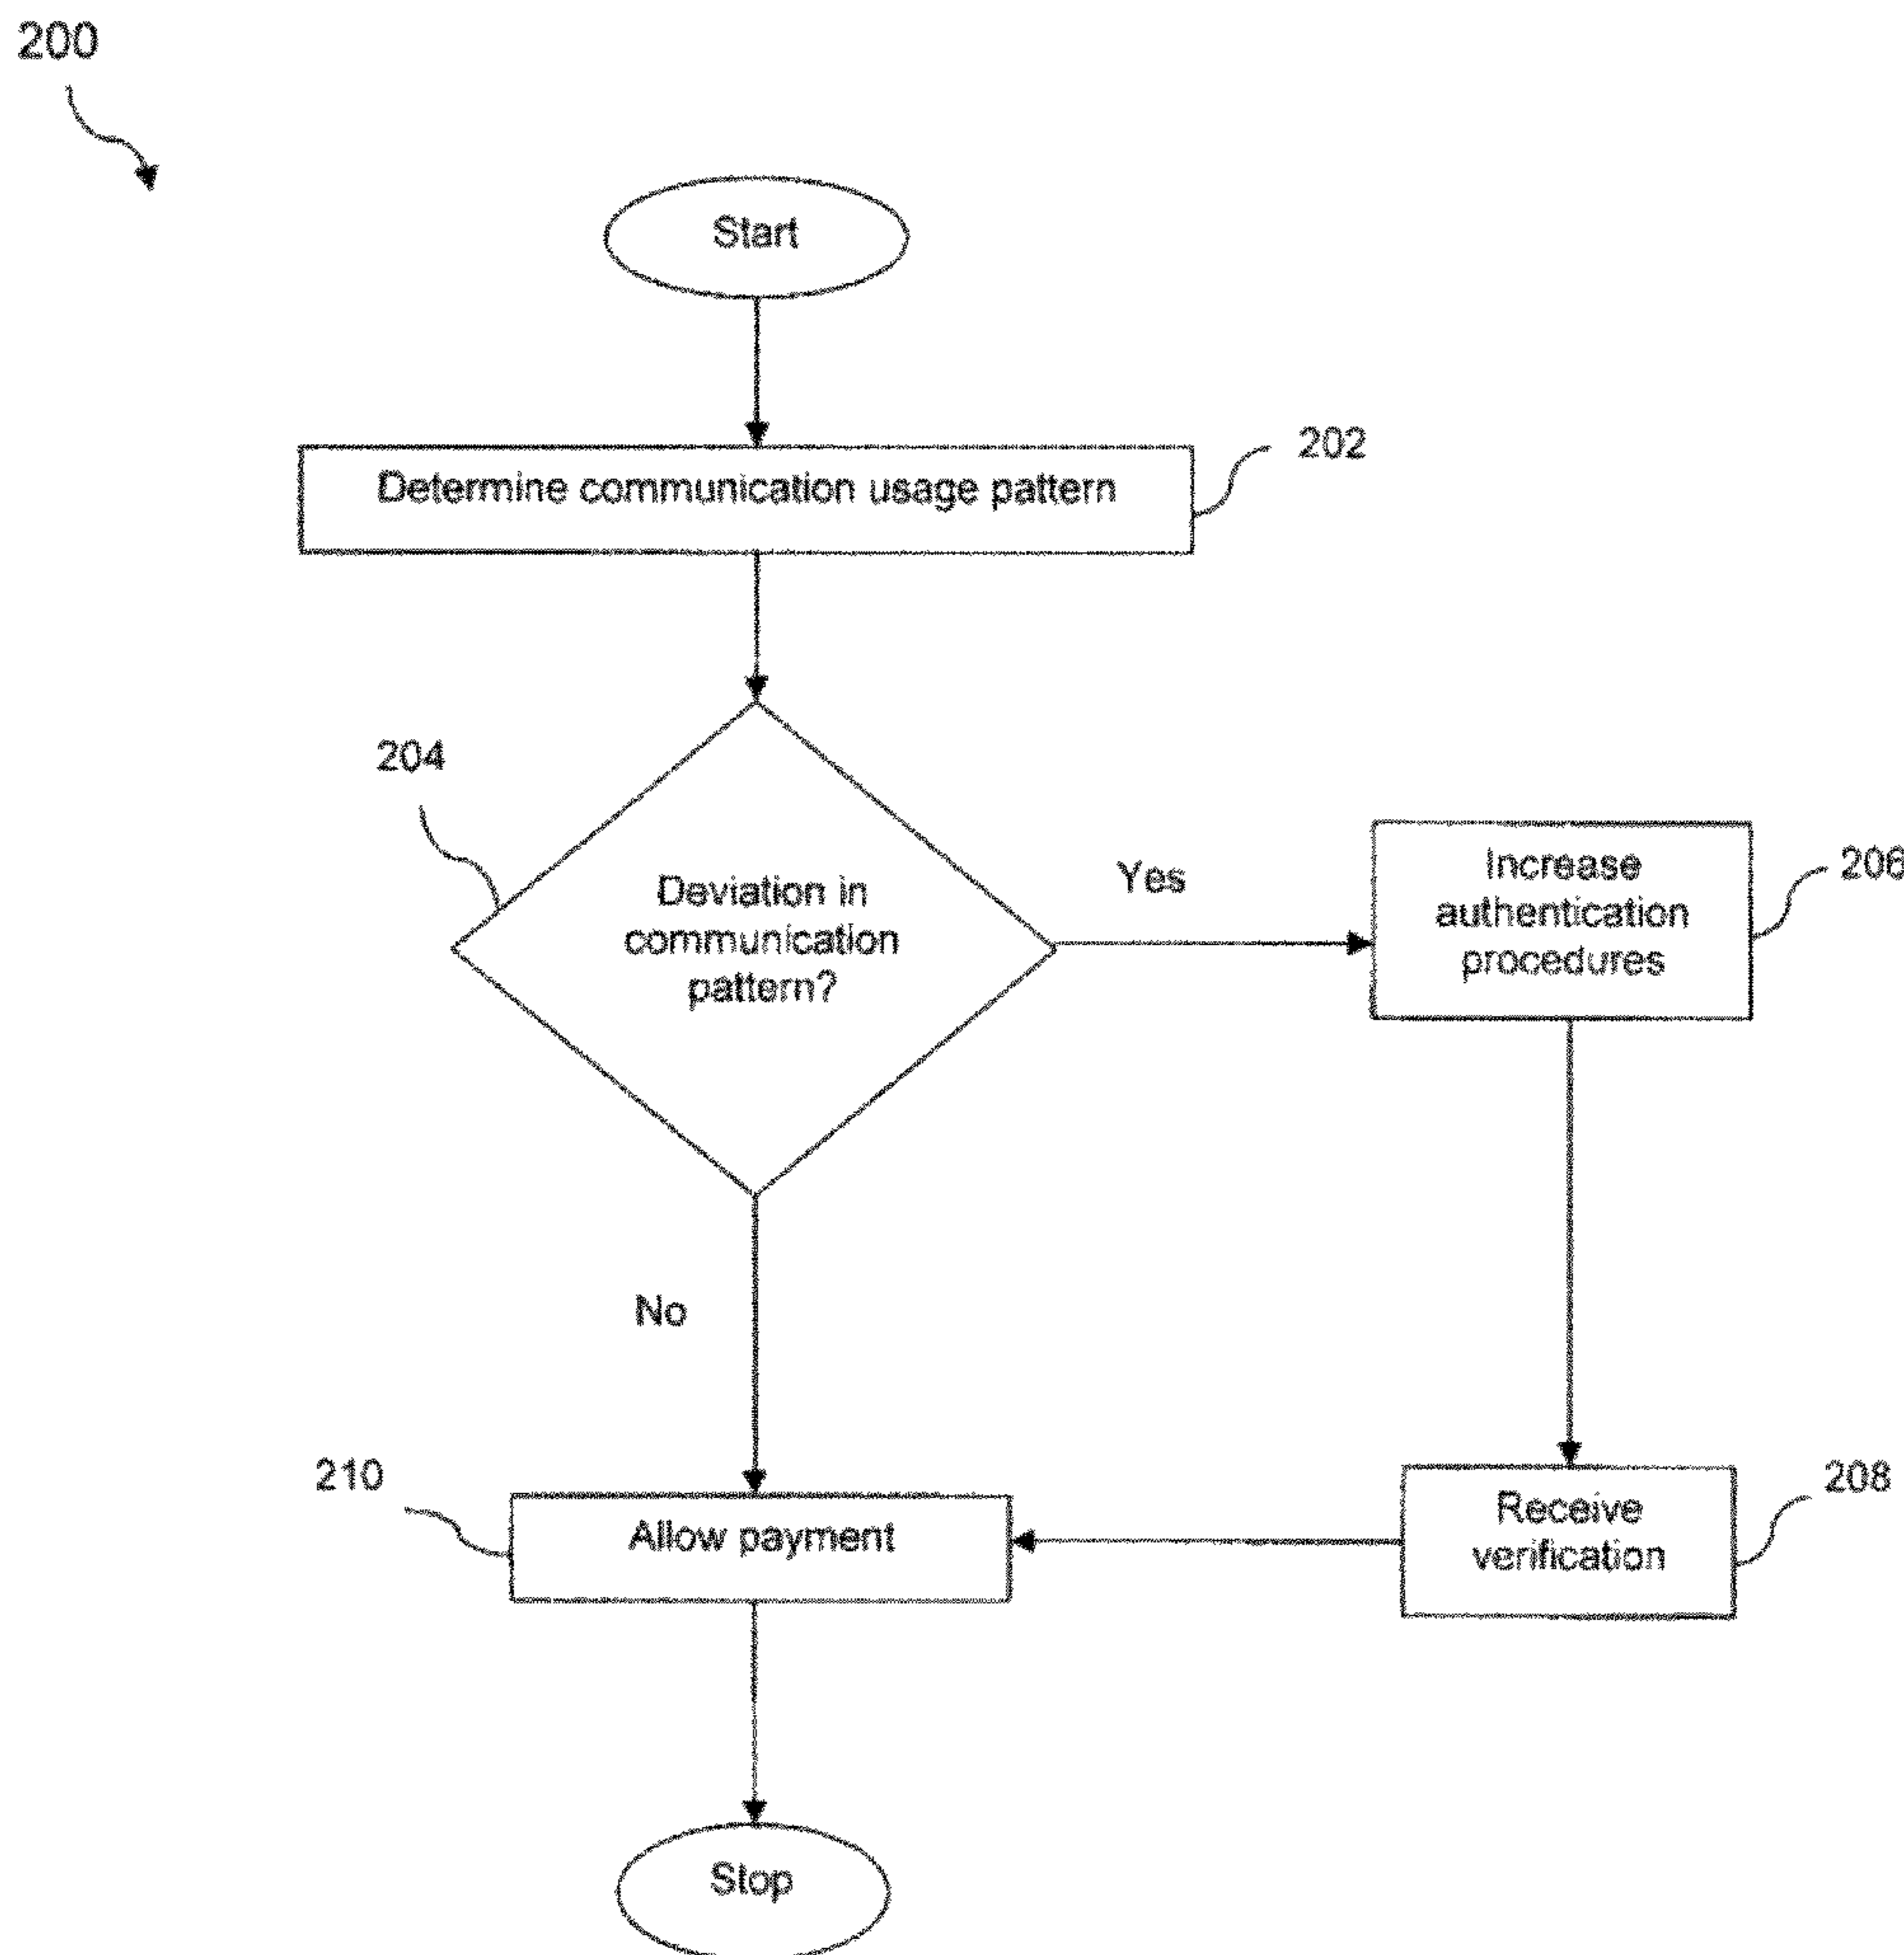 200
Start
Determine communication usage pattern
202
204
Deviation in
communication
pattern?
Yes
Increase
authentication
procedures
206
No
210
Allow payment
Receive
verification
208
Stop